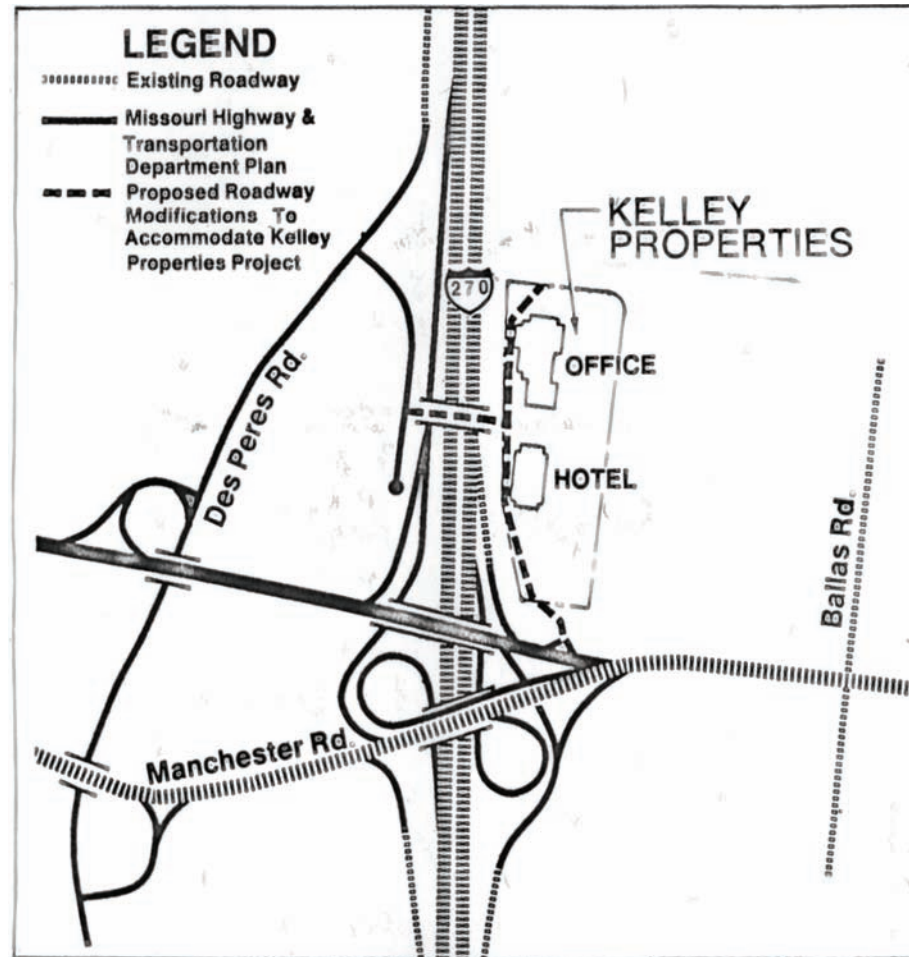 LEGEND
Existing Roadway
Missouri Highway &
Transportation
Department Plan
Proposed Roadway
Modifications To
Accommodate Kelley
Properties Project
KELLEY
PROPERTIES
270
OFFICE
HOTEL
Des Peres Rd.
Ballas Rd.
Manchester Rd.